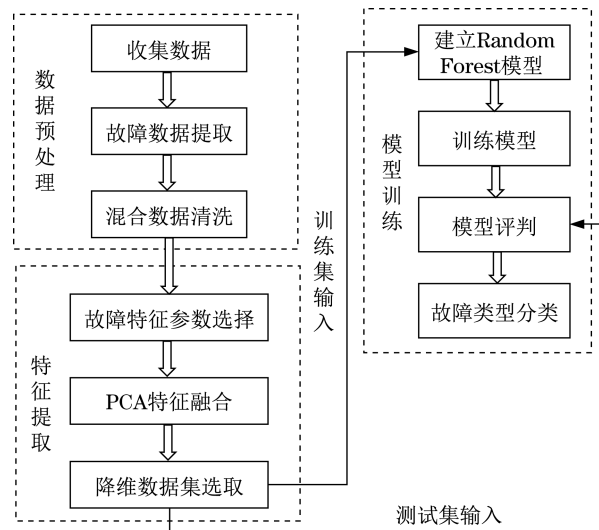 数据预处理
收集数据
故障数据提取
混合数据清洗
特征提取
故障特征参数选择
PCA特征融合
降维数据集选取
训练集输入
模型训练
建立Random
Forest模型
训练模型
模型评判
故障类型分类
测试集输入